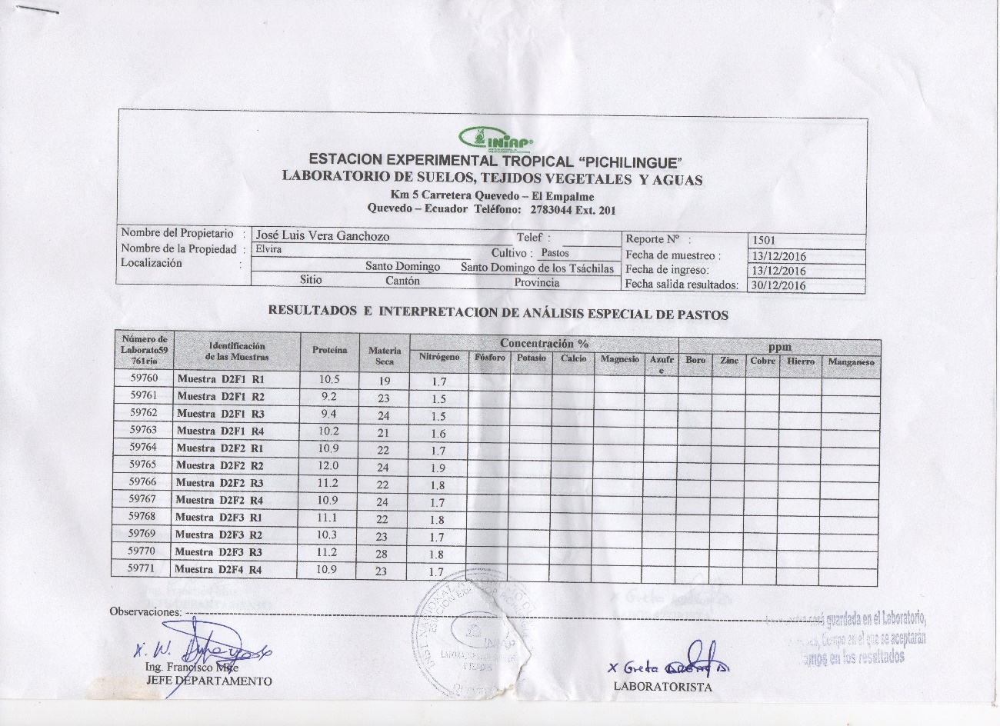 INIAP®
ESTACION EXPERIMENTAL TROPICAL “PICHILINGUE”
LABORATORIO DE SUELOS, TEJIDOS VEGETALES Y AGUAS
Km 5 Carretera Quevedo – El Empalme
Quevedo – Ecuador Teléfono: 2783044 Ext. 201
Nombre del Propietario : José Luis Vera Ganchozo Telef : Reporte Nº : 1501
Nombre de la Propiedad : Elvira Cultivo : Pastos Fecha de muestreo : 13/12/2016
Localización : Santo Domingo Santo Domingo de los Tsáchilas Fecha de ingreso: 13/12/2016
Sitio Cantón Provincia Fecha salida resultados: 30/12/2016
RESULTADOS E INTERPRETACION DE ANÁLISIS ESPECIAL DE PASTOS
Número de Laborato59 761rio Identificación de las Muestras Proteína Materia Seca Concentración % ppm
Nitrógeno Fósforo Potasio Calcio Magnesio Azufr e Boro Zinc Cobre Hierro Manganeso
59760 Muestra D2F1 R1 10.5 19 1.7
59761 Muestra D2F1 R2 9.2 23 1.5
59762 Muestra D2F1 R3 9.4 24 1.5
59763 Muestra D2F1 R4 10.2 21 1.6
59764 Muestra D2F2 R1 10.9 22 1.7
59765 Muestra D2F2 R2 12.0 24 1.9
59766 Muestra D2F2 R3 11.2 22 1.8
59767 Muestra D2F2 R4 10.9 24 1.7
59768 Muestra D2F3 R1 11.1 22 1.8
59769 Muestra D2F3 R2 10.3 23 1.7
59770 Muestra D2F3 R3 11.2 28 1.8
59771 Muestra D2F4 R4 10.9 23 1.7
Observaciones:
guardada en el Laboratorio,
tiempo en el que se aceptarán
en los resultados
Ing. Francisco Mite
JEFE DEPARTAMENTO
X Greta
LABORATORISTA